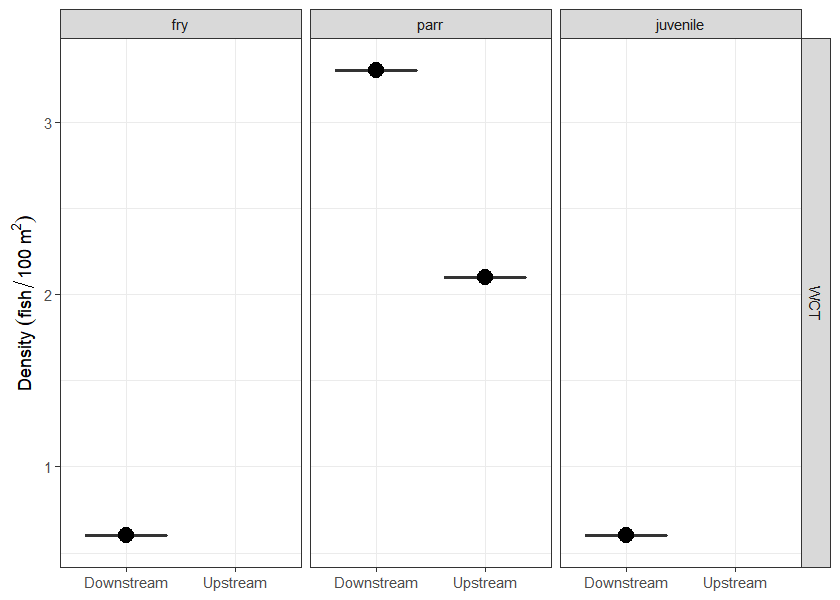 fry
parr
juvenile
WCT
Density (fish/100 m²)
3
2
1
Downstream
Upstream
Downstream
Upstream
Downstream
Upstream